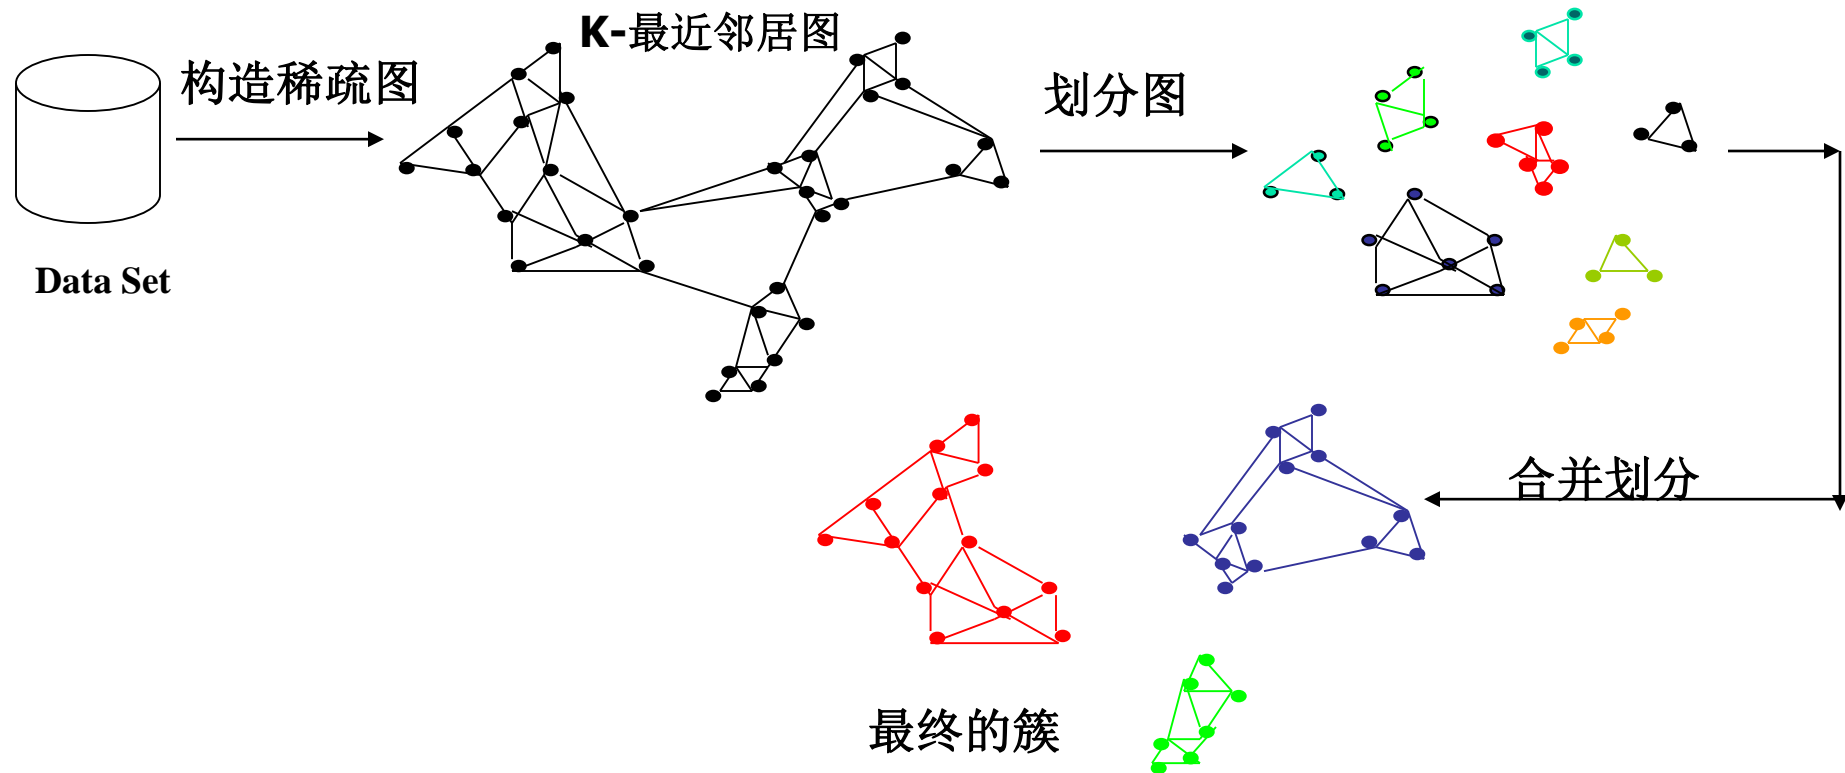 K-最近邻居图
构造稀疏图
划分图
Data Set
合并划分
最终的簇